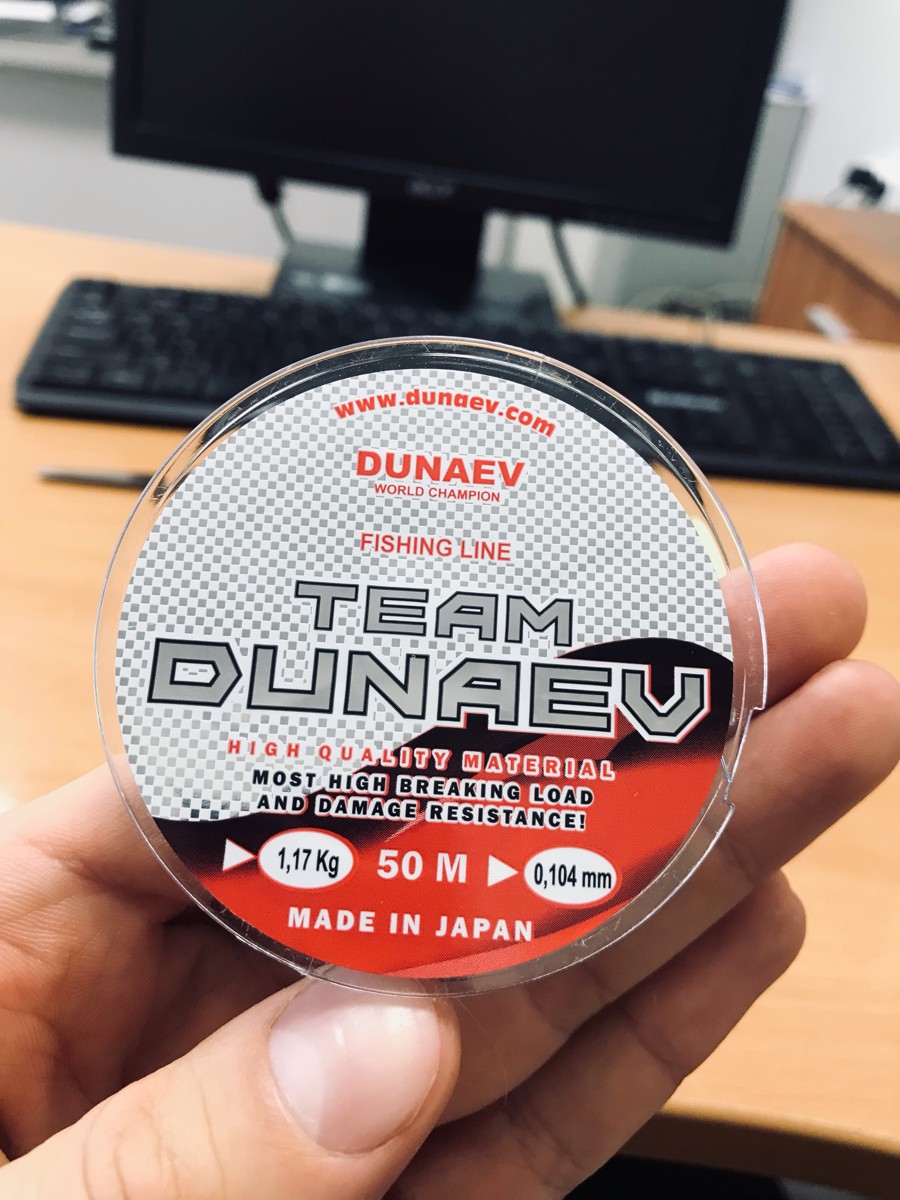 www.dunaev.com
DUNAEV
WORLD CHAMPION
FISHING LINE
TEAM
DUNAEV
HIGH QUALITY MATERIAL
MOST HIGH BREAKING LOAD
AND DAMAGE RESISTANCE!
1,17 Kg 50 M 0,104 mm
MADE IN JAPAN